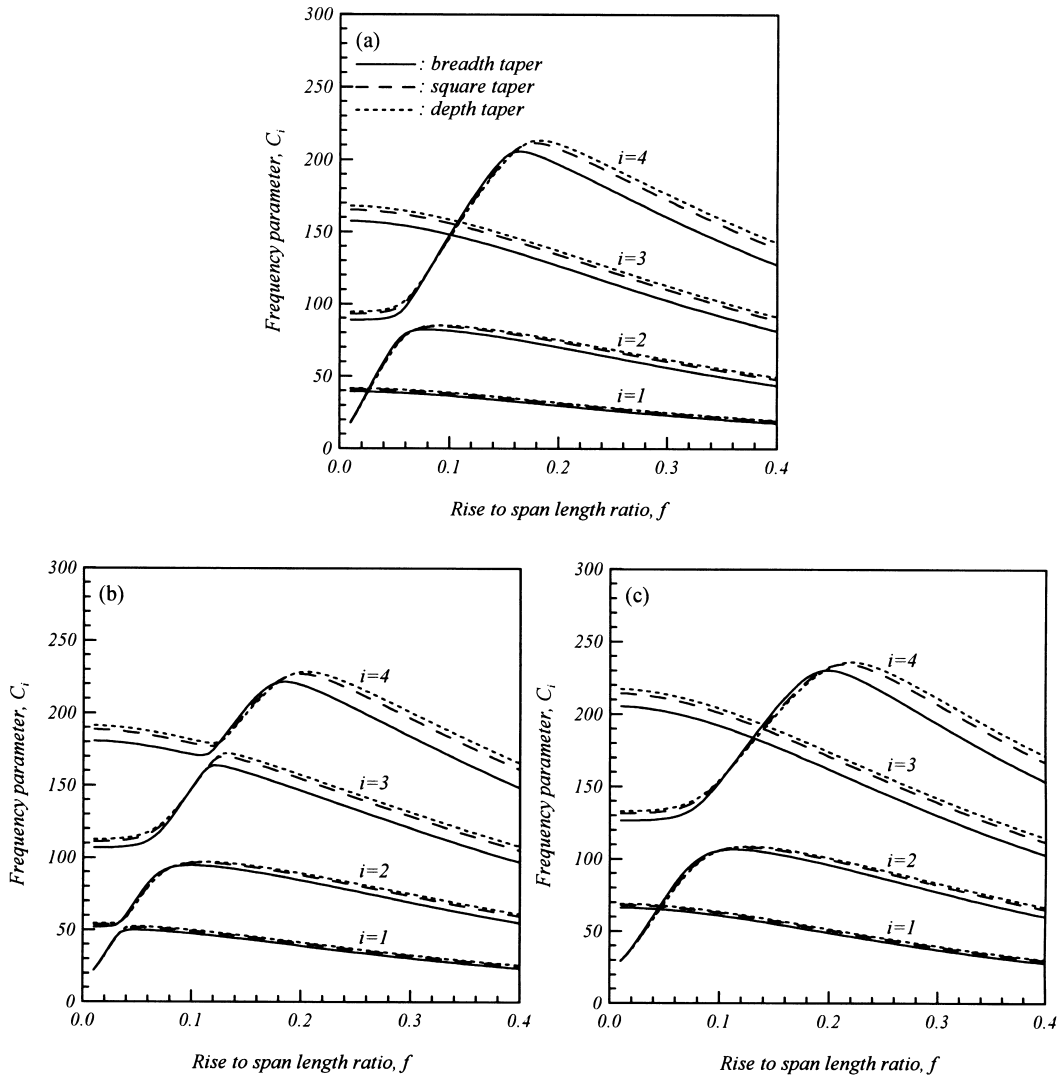 300
(a)
: breadth taper
250
: square taper
: depth taper
200
i=4
150
i=3
100
i=2
50
i=1
0
0.0
0.1
0.2
0.3
0.4
Frequency parameter, Ci
Rise to span length ratio, f
300
(b)
250
i=4
200
150
i=3
100
i=2
50
i=1
0
0.0
0.1
0.2
0.3
0.4
Frequency parameter, Ci
Rise to span length ratio, f
300
(c)
250
i=4
200
i=3
150
100
i=2
i=1
50
0
0.0
0.1
0.2
0.3
0.4
Frequency parameter, Ci
Rise to span length ratio, f